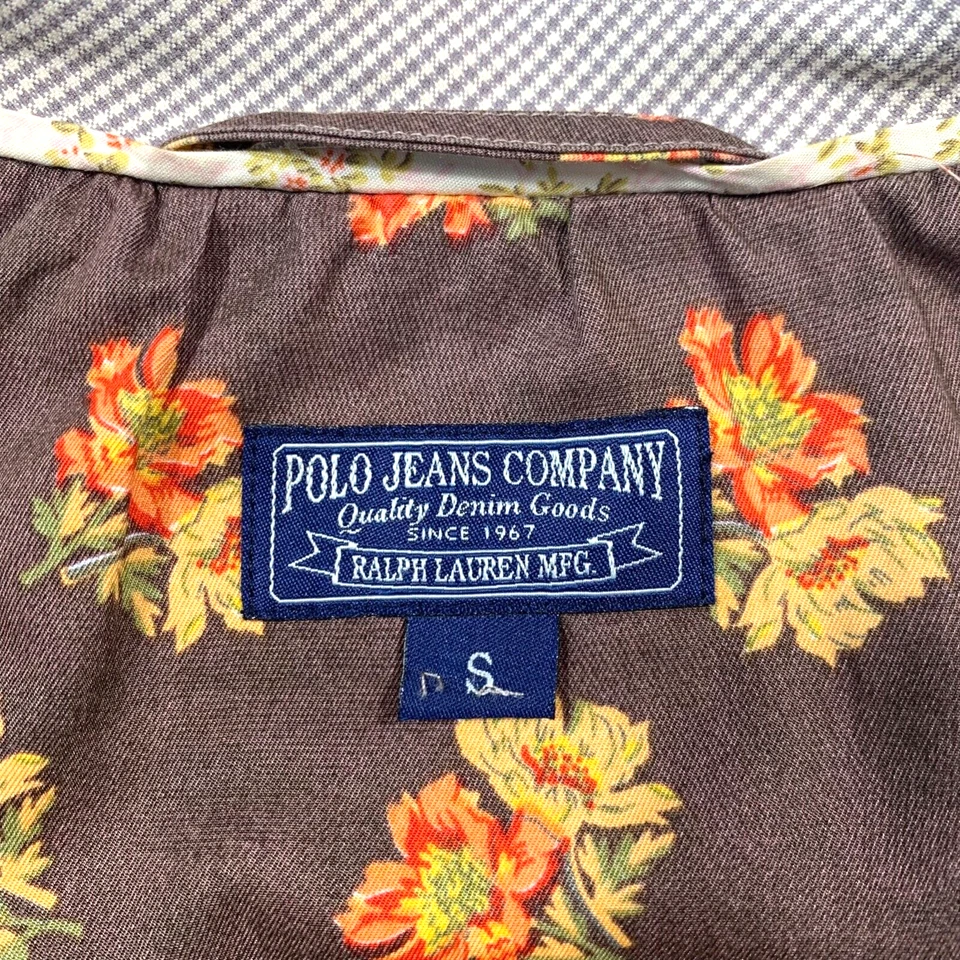 POLO JEANS COMPANY
Quality Denim Goods
SINCE 1967
RALPH LAUREN MFG.
S